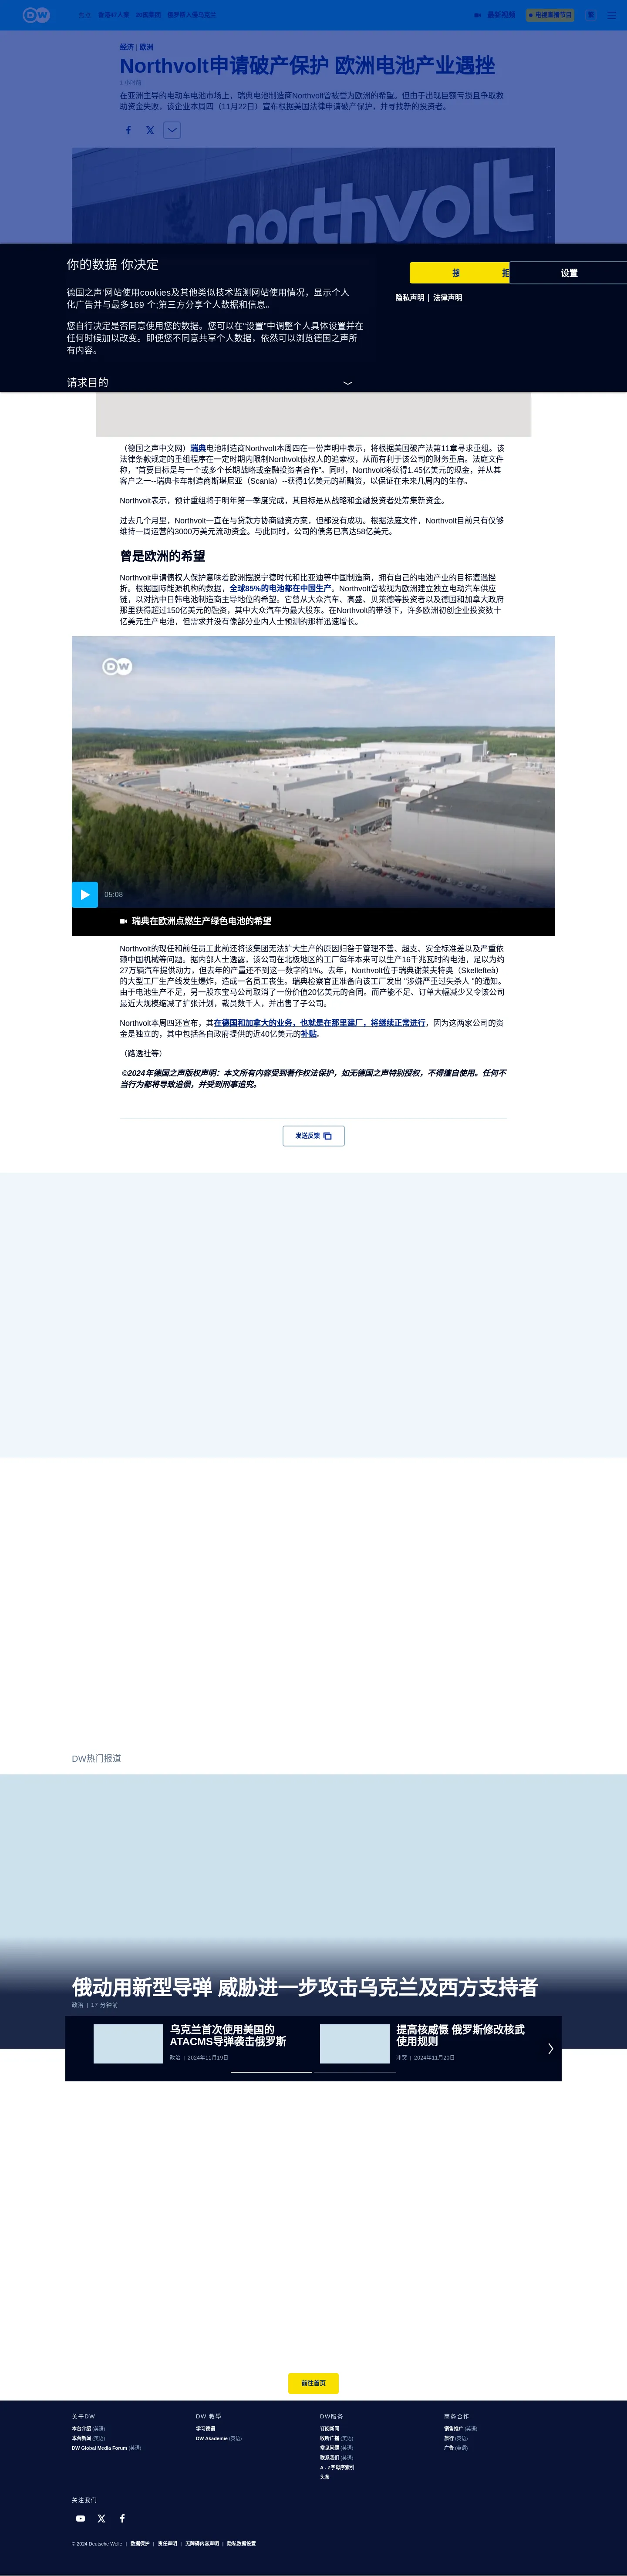 DW
最新视频
电视直播节目
经济 | 欧洲
Northvolt申请破产保护 欧洲电池产业遇挫
1 小时前
在亚洲主导的电动车电池市场上，瑞典电池制造商Northvolt曾被誉为欧洲的希望。但由于出现巨额亏损且争取救
助资金失败，该企业本周四（11月22日）宣布根据美国法律申请破产保护，并寻找新的投资者。
northvolt
你的数据 你决定
德国之声'网站使用cookies及其他类似技术监测网站使用情况，显示个人
化广告并与最多169 个;第三方分享个人数据和信息。
您自行决定是否同意使用您的数据。您可以在“设置”中调整个人具体设置并在
任何时候加以改变。即便您不同意共享个人数据，依然可以浏览德国之声所
有内容。
请求目的
设置
隐私声明 | 法律声明
（德国之声中文网）瑞典电池制造商Northvolt本周四在一份声明中表示，将根据美国破产法第11章寻求重组。该
法律条款规定的重组程序在一定时期内限制Northvolt债权人的追索权，从而有利于该公司的财务重启。法庭文件
称，"首要目标是与一个或多个长期战略或金融投资者合作"。同时，Northvolt将获得1.45亿美元的现金，并从其
客户之一--瑞典卡车制造商斯堪尼亚（Scania）--获得1亿美元的新融资，以保证在未来几周内的生存。
Northvolt表示，预计重组将于明年第一季度完成，其目标是从战略和金融投资者处筹集新资金。
过去几个月里，Northvolt一直在与贷款方协商融资方案，但都没有成功。根据法庭文件，Northvolt目前只有仅够
维持一周运营的3000万美元流动资金。与此同时，公司的债务已高达58亿美元。
曾是欧洲的希望
Northvolt申请债权人保护意味着欧洲摆脱宁德时代和比亚迪等中国制造商，拥有自己的电池产业的目标遭遇挫
折。根据国际能源机构的数据，全球85%的电池都在中国生产。Northvolt曾被视为欧洲建立独立电动汽车供应
链，以对抗中日韩电池制造商主导地位的希望。它曾从大众汽车、高盛、贝莱德等投资者以及德国和加拿大政府
那里获得超过150亿美元的融资，其中大众汽车为最大股东。在Northvolt的带领下，许多欧洲初创企业投资数十
亿美元生产电池，但需求并没有像部分业内人士预测的那样迅速增长。
DW
05:08
瑞典在欧洲点燃生产绿色电池的希望
Northvolt的现任和前任员工此前还将该集团无法扩大生产的原因归咎于管理不善、超支、安全标准差以及严重依
赖中国机械等问题。据内部人士透露，该公司在北极地区的工厂每年本来可以生产16千兆瓦时的电池，足以为约
27万辆汽车提供动力，但去年的产量还不到这一数字的1%。去年，Northvolt位于瑞典谢莱夫特奥（Skellefteå）
的大型工厂生产线发生爆炸，造成一名员工丧生。瑞典检察官正准备向该工厂发出 “涉嫌严重过失杀人 ”的通知。
由于电池生产不足，另一股东宝马公司取消了一份价值20亿美元的合同。而产能不足、订单大幅减少又令该公司
最近大规模缩减了扩张计划，裁员数千人，并出售了子公司。
Northvolt本周四还宣布，其在德国和加拿大的业务，也就是在那里建厂，将继续正常进行，因为这两家公司的资
金是独立的，其中包括各自政府提供的近40亿美元的补贴。
（路透社等）
©2024年德国之声版权声明：本文所有内容受到著作权法保护，如无德国之声特别授权，不得擅自使用。任何不
当行为都将导致追偿，并受到刑事追究。
发送反馈
DW热门报道
俄动用新型导弹 威胁进一步攻击乌克兰及西方支持者
政治 | 17 分钟前
乌克兰首次使用美国的
ATACMS导弹袭击俄罗斯
政治 | 2024年11月19日
提高核威慑 俄罗斯修改核武
使用规则
冲突 | 2024年11月20日
前往首页
关于DW
本台介绍 (英语)
本台新闻 (英语)
DW Global Media Forum (英语)
DW 教學
学习德语
DW Akademie (英语)
DW服务
订阅新闻
收听广播 (英语)
常见问题 (英语)
联系我们 (英语)
A - Z字母序索引
头条
商务合作
销售推广 (英语)
旅行 (英语)
广告 (英语)
关注我们
© 2024 Deutsche Welle | 数据保护 | 责任声明 | 无障碍内容声明 | 隐私数据设置